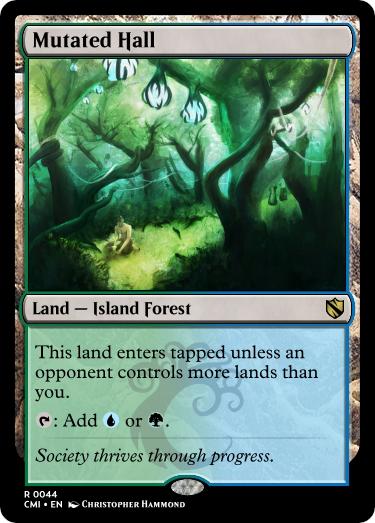 Mutated Hall
Land — Island Forest
This land enters tapped unless an
opponent controls more lands than
you.
: Add or .
Society thrives through progress.
R 0044
CMI • EN Christopher Hammond